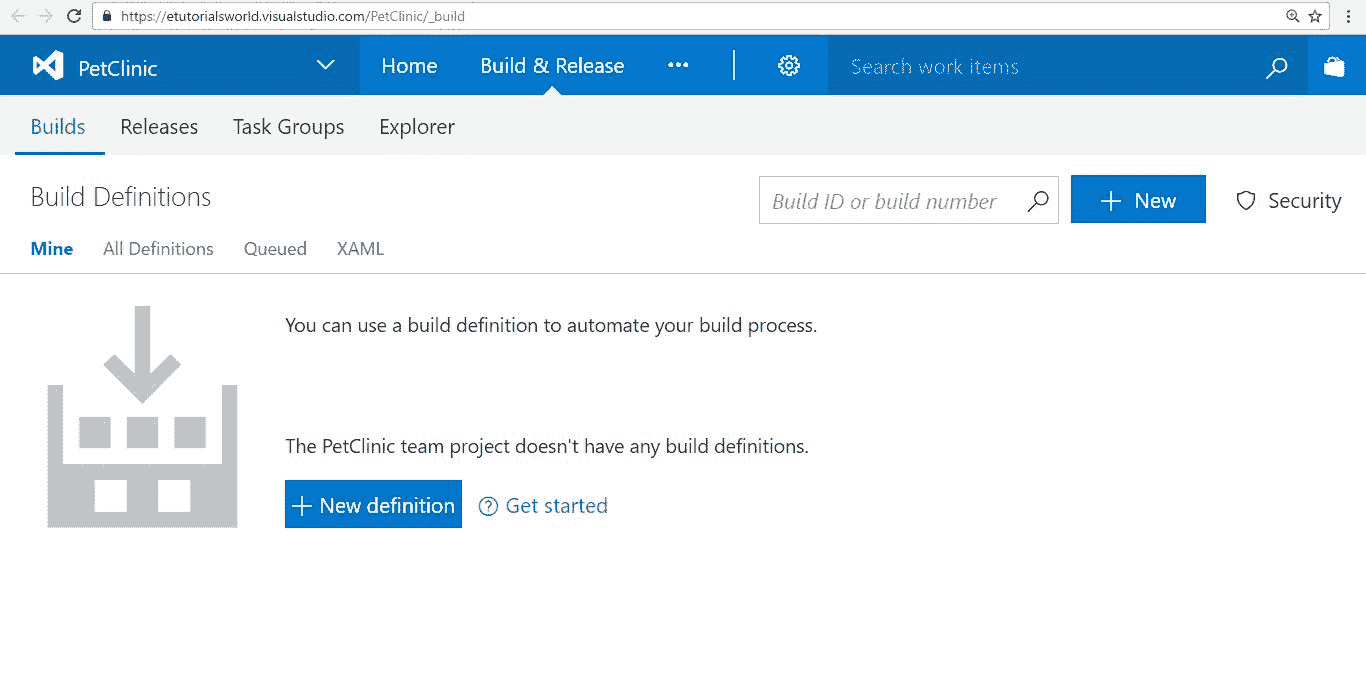 https://etutorialsworld.visualstudio.com/PetClinic/_build
PetClinic Home Build & Release ••• Search work items
Builds Releases Task Groups Explorer
Build Definitions Build ID or build number + New Security
Mine All Definitions Queued XAML
You can use a build definition to automate your build process.
The PetClinic team project doesn't have any build definitions.
+ New definition ? Get started